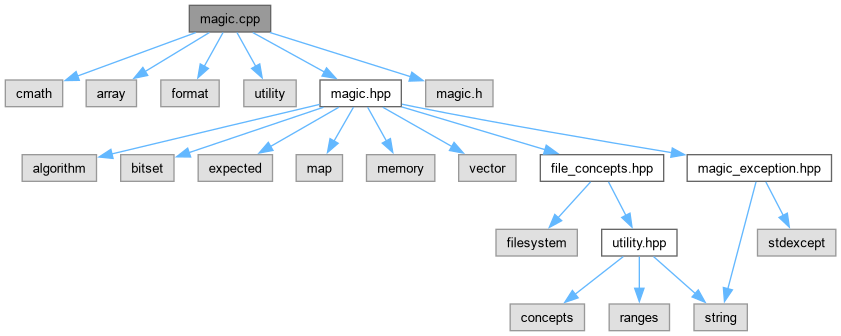 magic.cpp
cmath
array
format
utility
magic.hpp
magic.h
algorithm
bitset
expected
map
memory
vector
file_concepts.hpp
magic_exception.hpp
filesystem
utility.hpp
stdexcept
concepts
ranges
string